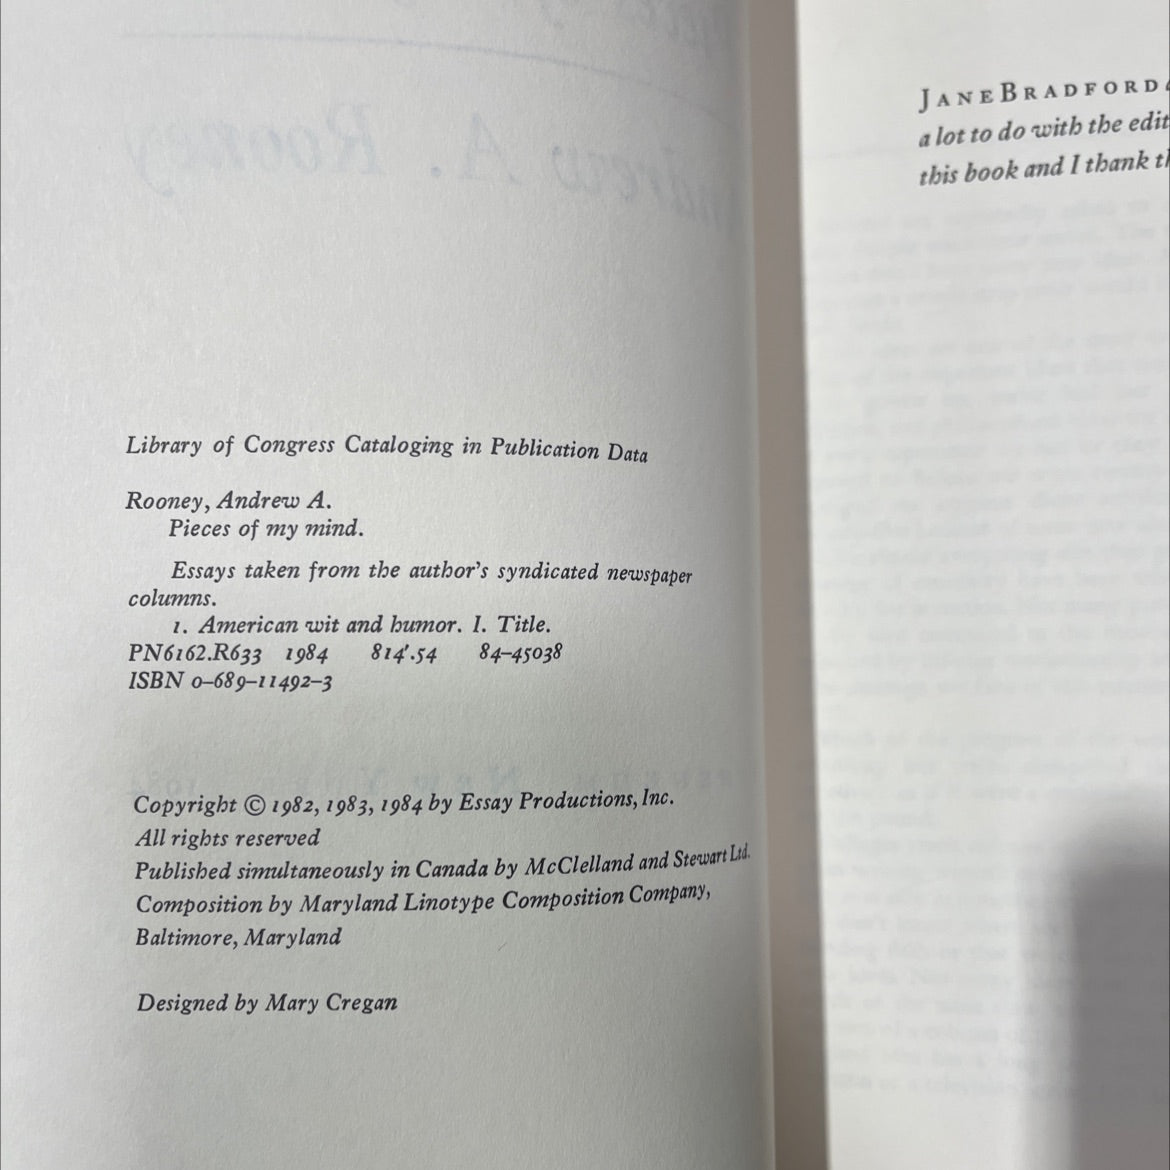 Library of Congress Cataloging in Publication Data
Rooney, Andrew A.
Pieces of my mind.
Essays taken from the author's syndicated newspaper
columns.
1. American wit and humor. I. Title.
PN6162.R633 1984 814'.54 84–45038
ISBN 0–689–11492–3
Copyright © 1982, 1983, 1984 by Essay Productions, Inc.
All rights reserved
Published simultaneously in Canada by McClelland and Stewart Ltd.
Composition by Maryland Linotype Composition Company,
Baltimore, Maryland
Designed by Mary Cregan
JANE BRADFORD
a lot to do with the edit
this book and I thank th